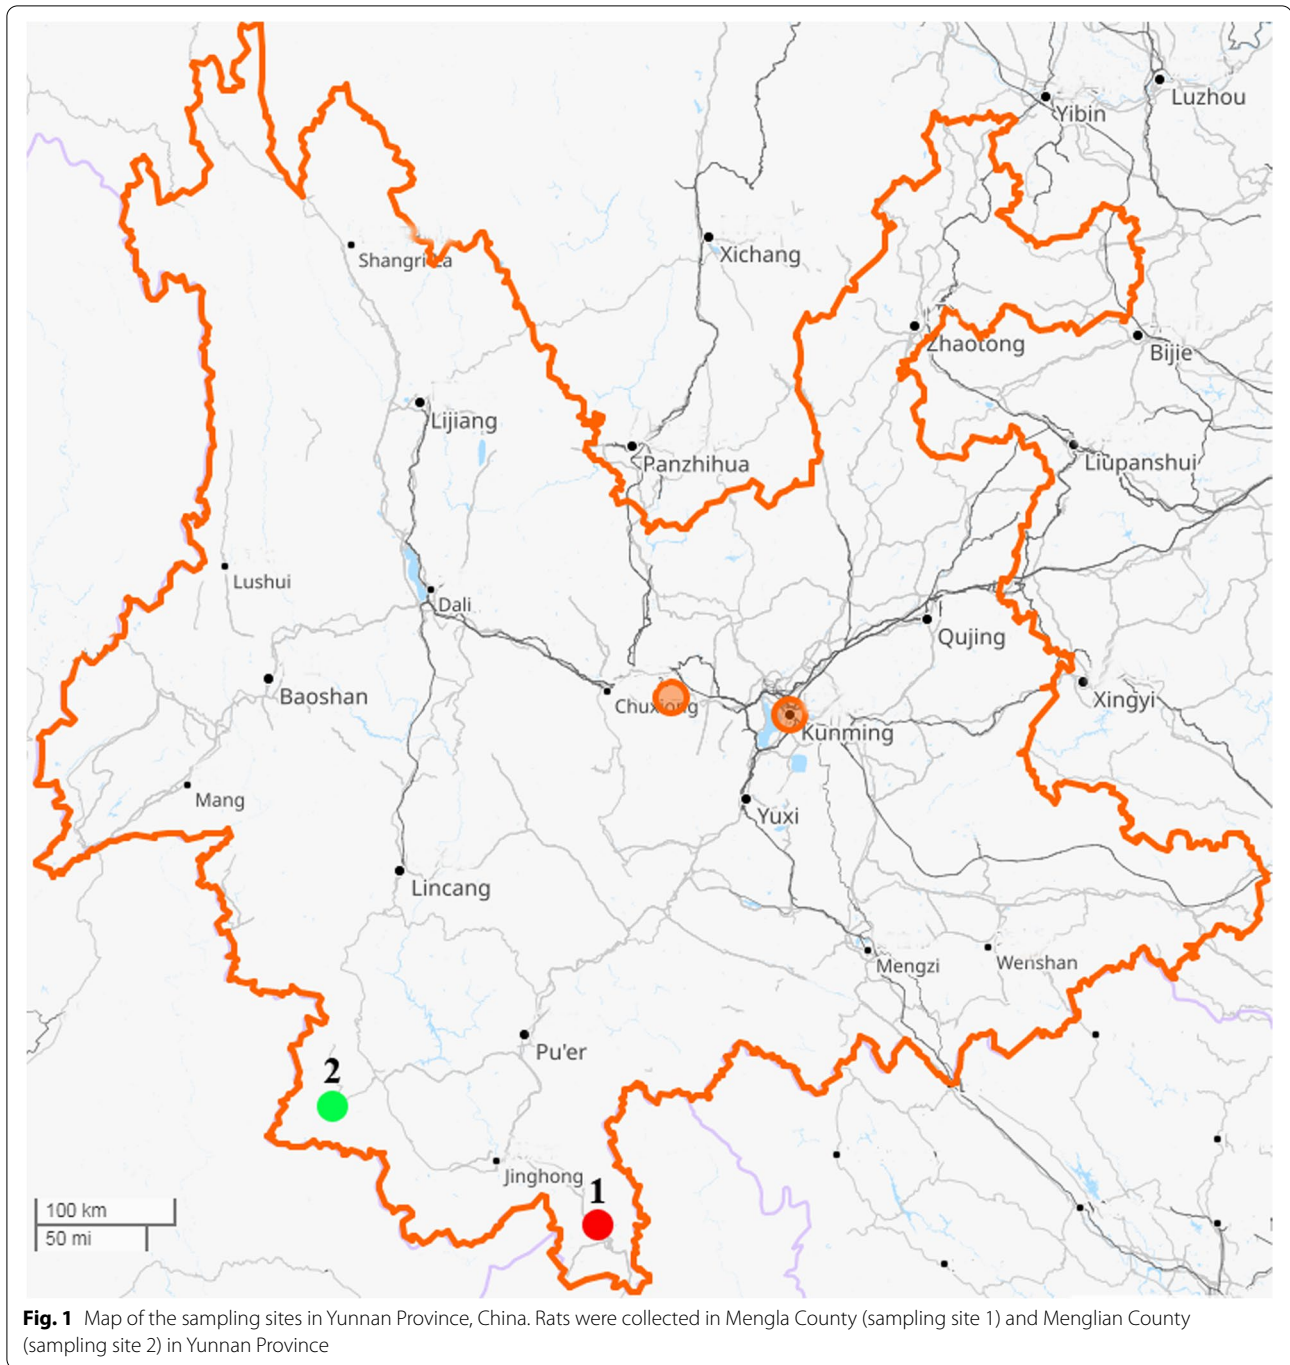 Luzhou
Yibin
Xichang
Shangri-La
Zhaotong
Bijie
Lijiang
Panzhihua
Liupanshui
Lushui
Dali
Qujing
Baoshan
Chuxiong
Xingyi
Kunming
Mang
Yuxi
Lincang
Mengzi
Wenshan
Pu'er
2
Jinghong
1
100 km
50 mi
Fig. 1 Map of the sampling sites in Yunnan Province, China. Rats were collected in Mengla County (sampling site 1) and Menglian County
(sampling site 2) in Yunnan Province